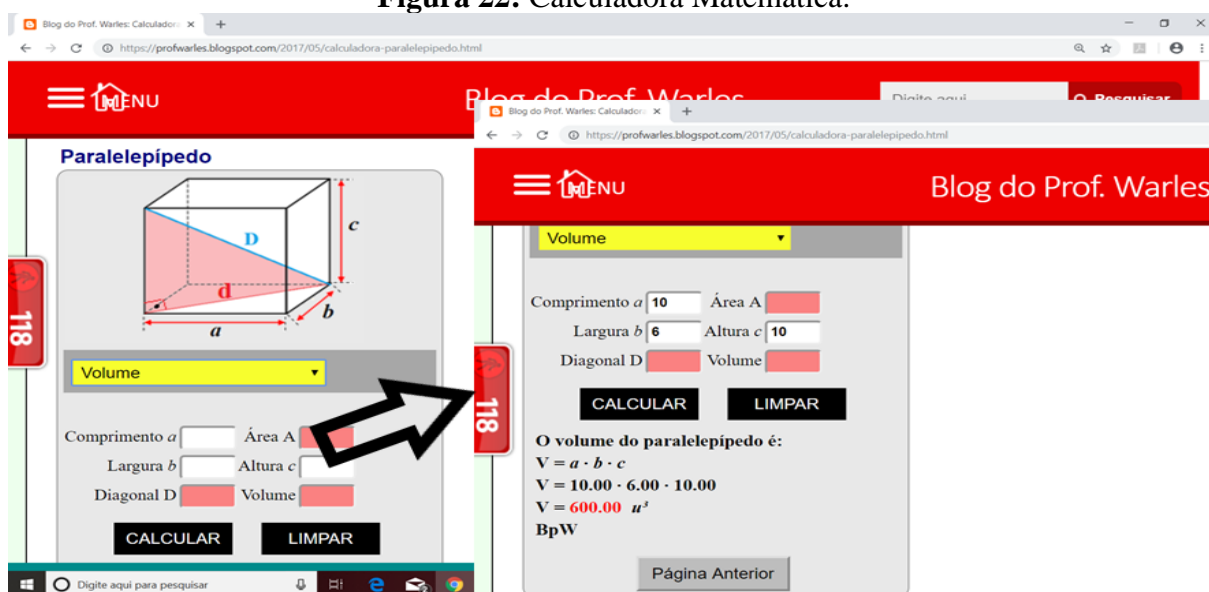 Figura 22: Calculadora Matemática.
Blog do Prof. Warles: Calculador
https://profwarles.blogspot.com/2017/05/calculadora-paralelepipedo.html
MENU
Blog do Prof. Warles
Digite aqui
Pesquisar
Paralelepípedo
D
c
d
b
a
118
Volume
Comprimento a
Área A
Largura b
Altura c
Diagonal D
Volume
CALCULAR
LIMPAR
Digite aqui para pesquisar
Blog do Prof. Warles: Calculador
https://profwarles.blogspot.com/2017/05/calculadora-paralelepipedo.html
MENU
Blog do Prof. Warles
118
Volume
Comprimento a 10 Área A
Largura b 6 Altura c 10
Diagonal D Volume
CALCULAR LIMPAR
O volume do paralelepípedo é:
V = a · b · c
V = 10.00 · 6.00 · 10.00
V = 600.00 u³
BpW
Página Anterior